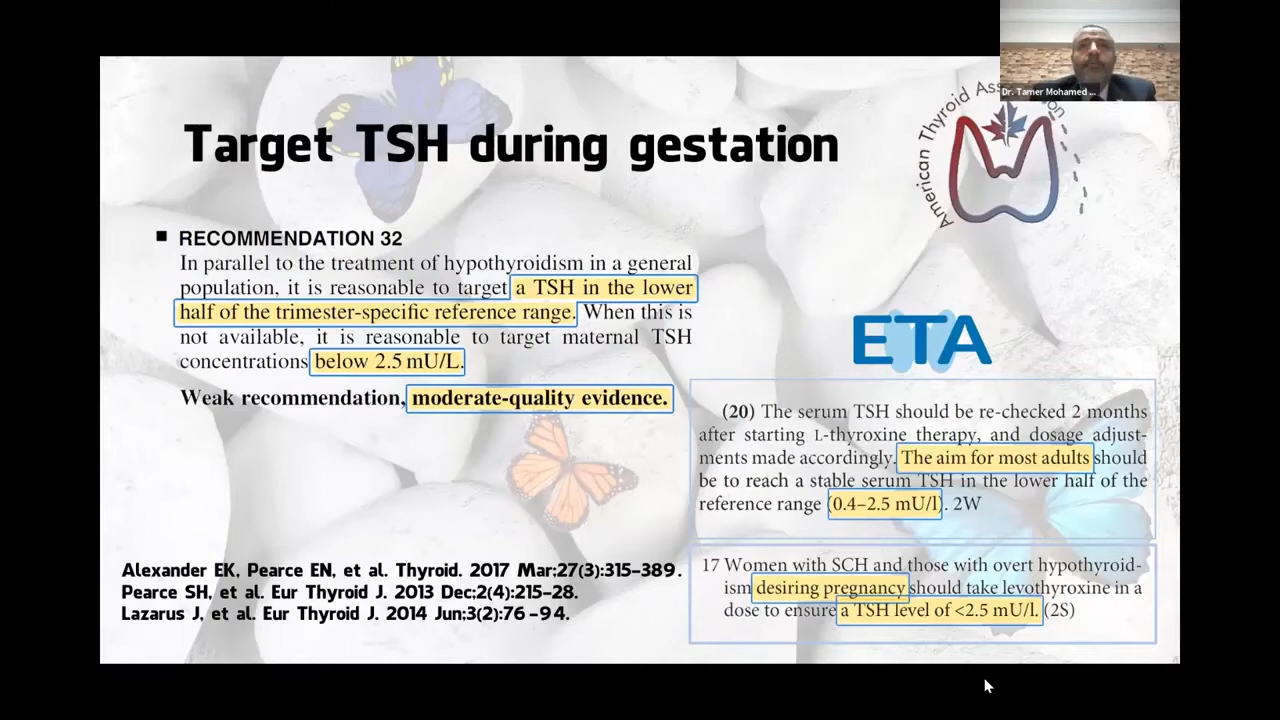 Dr. Tamer Mohamed ...
Target TSH during gestation
American Thyroid Association
■ RECOMMENDATION 32
In parallel to the treatment of hypothyroidism in a general
population, it is reasonable to target a TSH in the lower
half of the trimester-specific reference range. When this is
not available, it is reasonable to target maternal TSH
concentrations below 2.5 mU/L.
Weak recommendation, moderate-quality evidence.
ETA
(20) The serum TSH should be re-checked 2 months
after starting L-thyroxine therapy, and dosage adjust-
ments made accordingly. The aim for most adults should
be to reach a stable serum TSH in the lower half of the
reference range (0.4–2.5 mU/l). 2W
17 Women with SCH and those with overt hypothyroid-
ism desiring pregnancy should take levothyroxine in a
dose to ensure a TSH level of <2.5 mU/l. (2S)
Alexander EK, Pearce EN, et al. Thyroid. 2017 Mar;27(3):315-389.
Pearce SH, et al. Eur Thyroid J. 2013 Dec;2(4):215-28.
Lazarus J, et al. Eur Thyroid J. 2014 Jun;3(2):76-94.